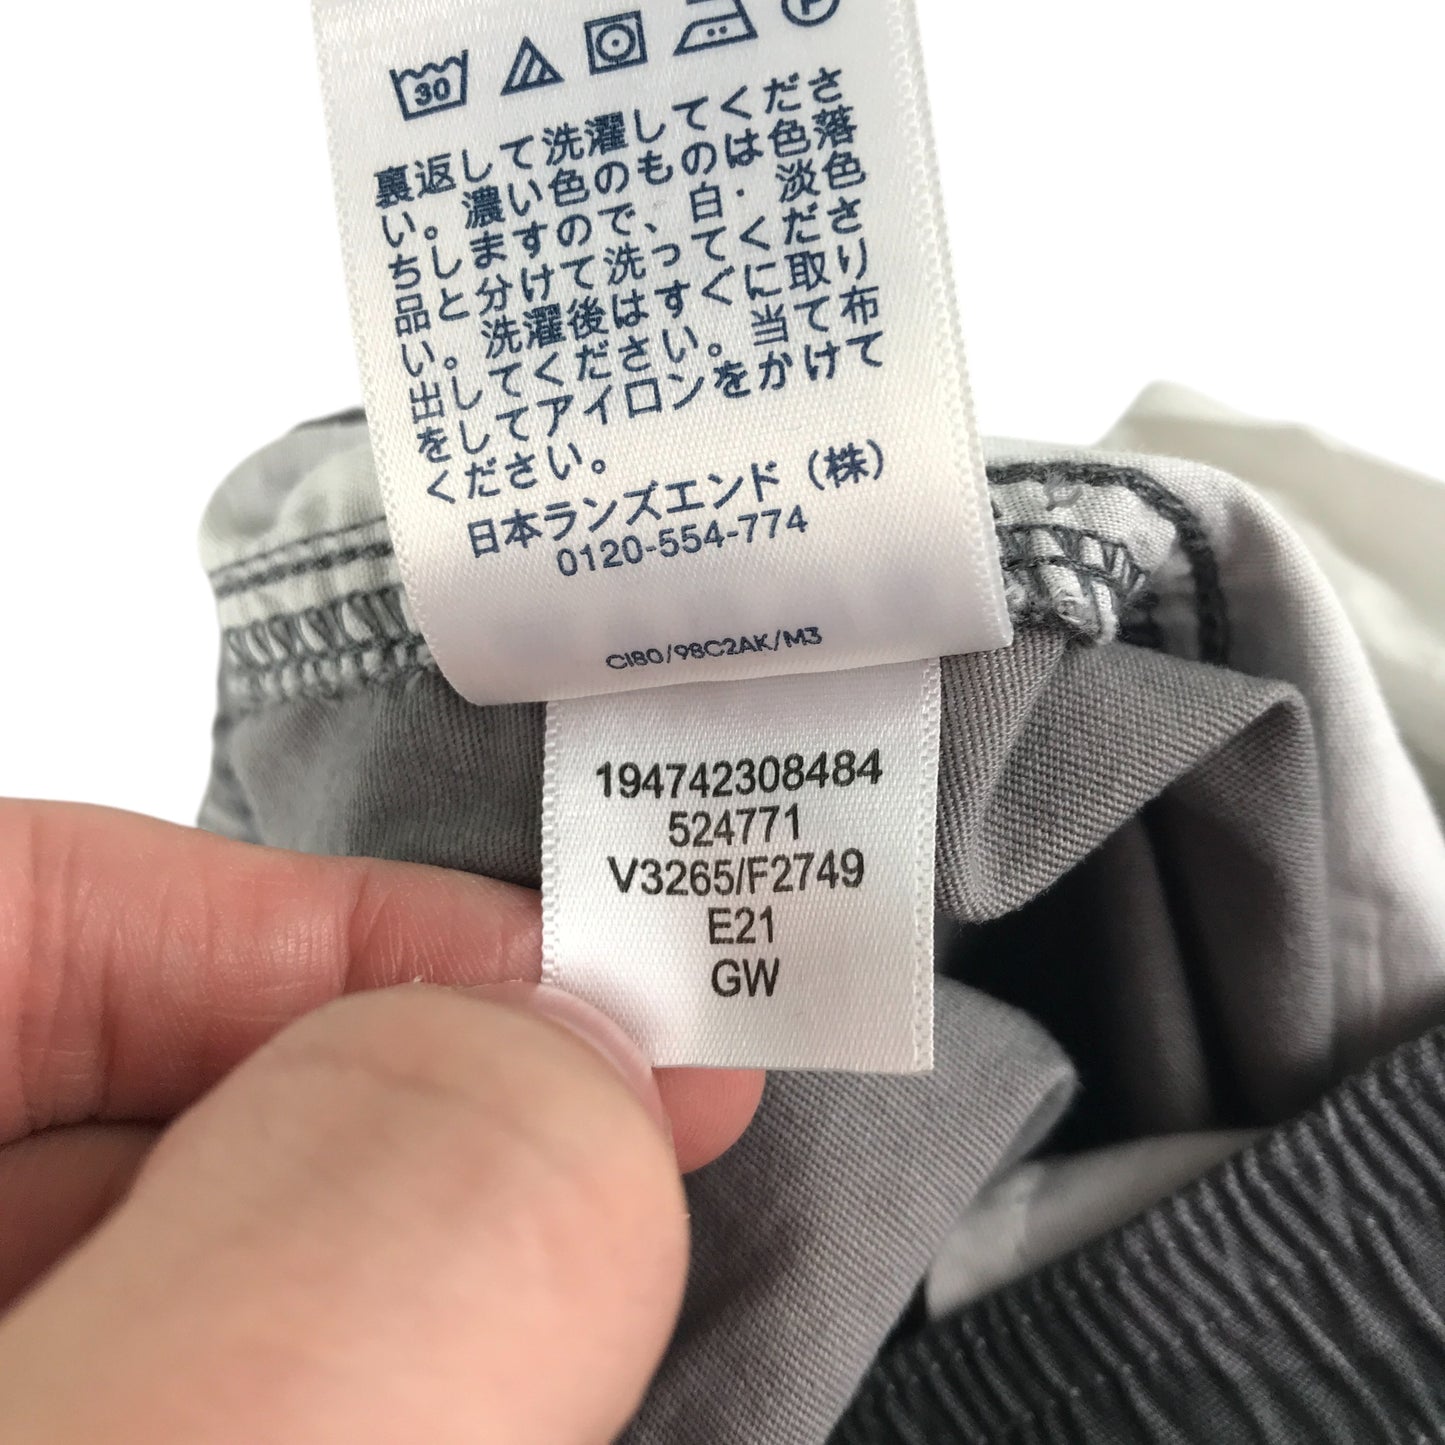 30
裏返して洗濯してくださ
い。濃い色のものは色落
ちしますので、白・淡色
品と分けて洗ってくださ
い。洗濯後はすぐに取り
出してください。当て布
をしてアイロンをかけて
ください。
日本ランズエンド（株）
0120-554-774
CI80/98C2AK/M3
194742308484
524771
V3265/F2749
E21
GW